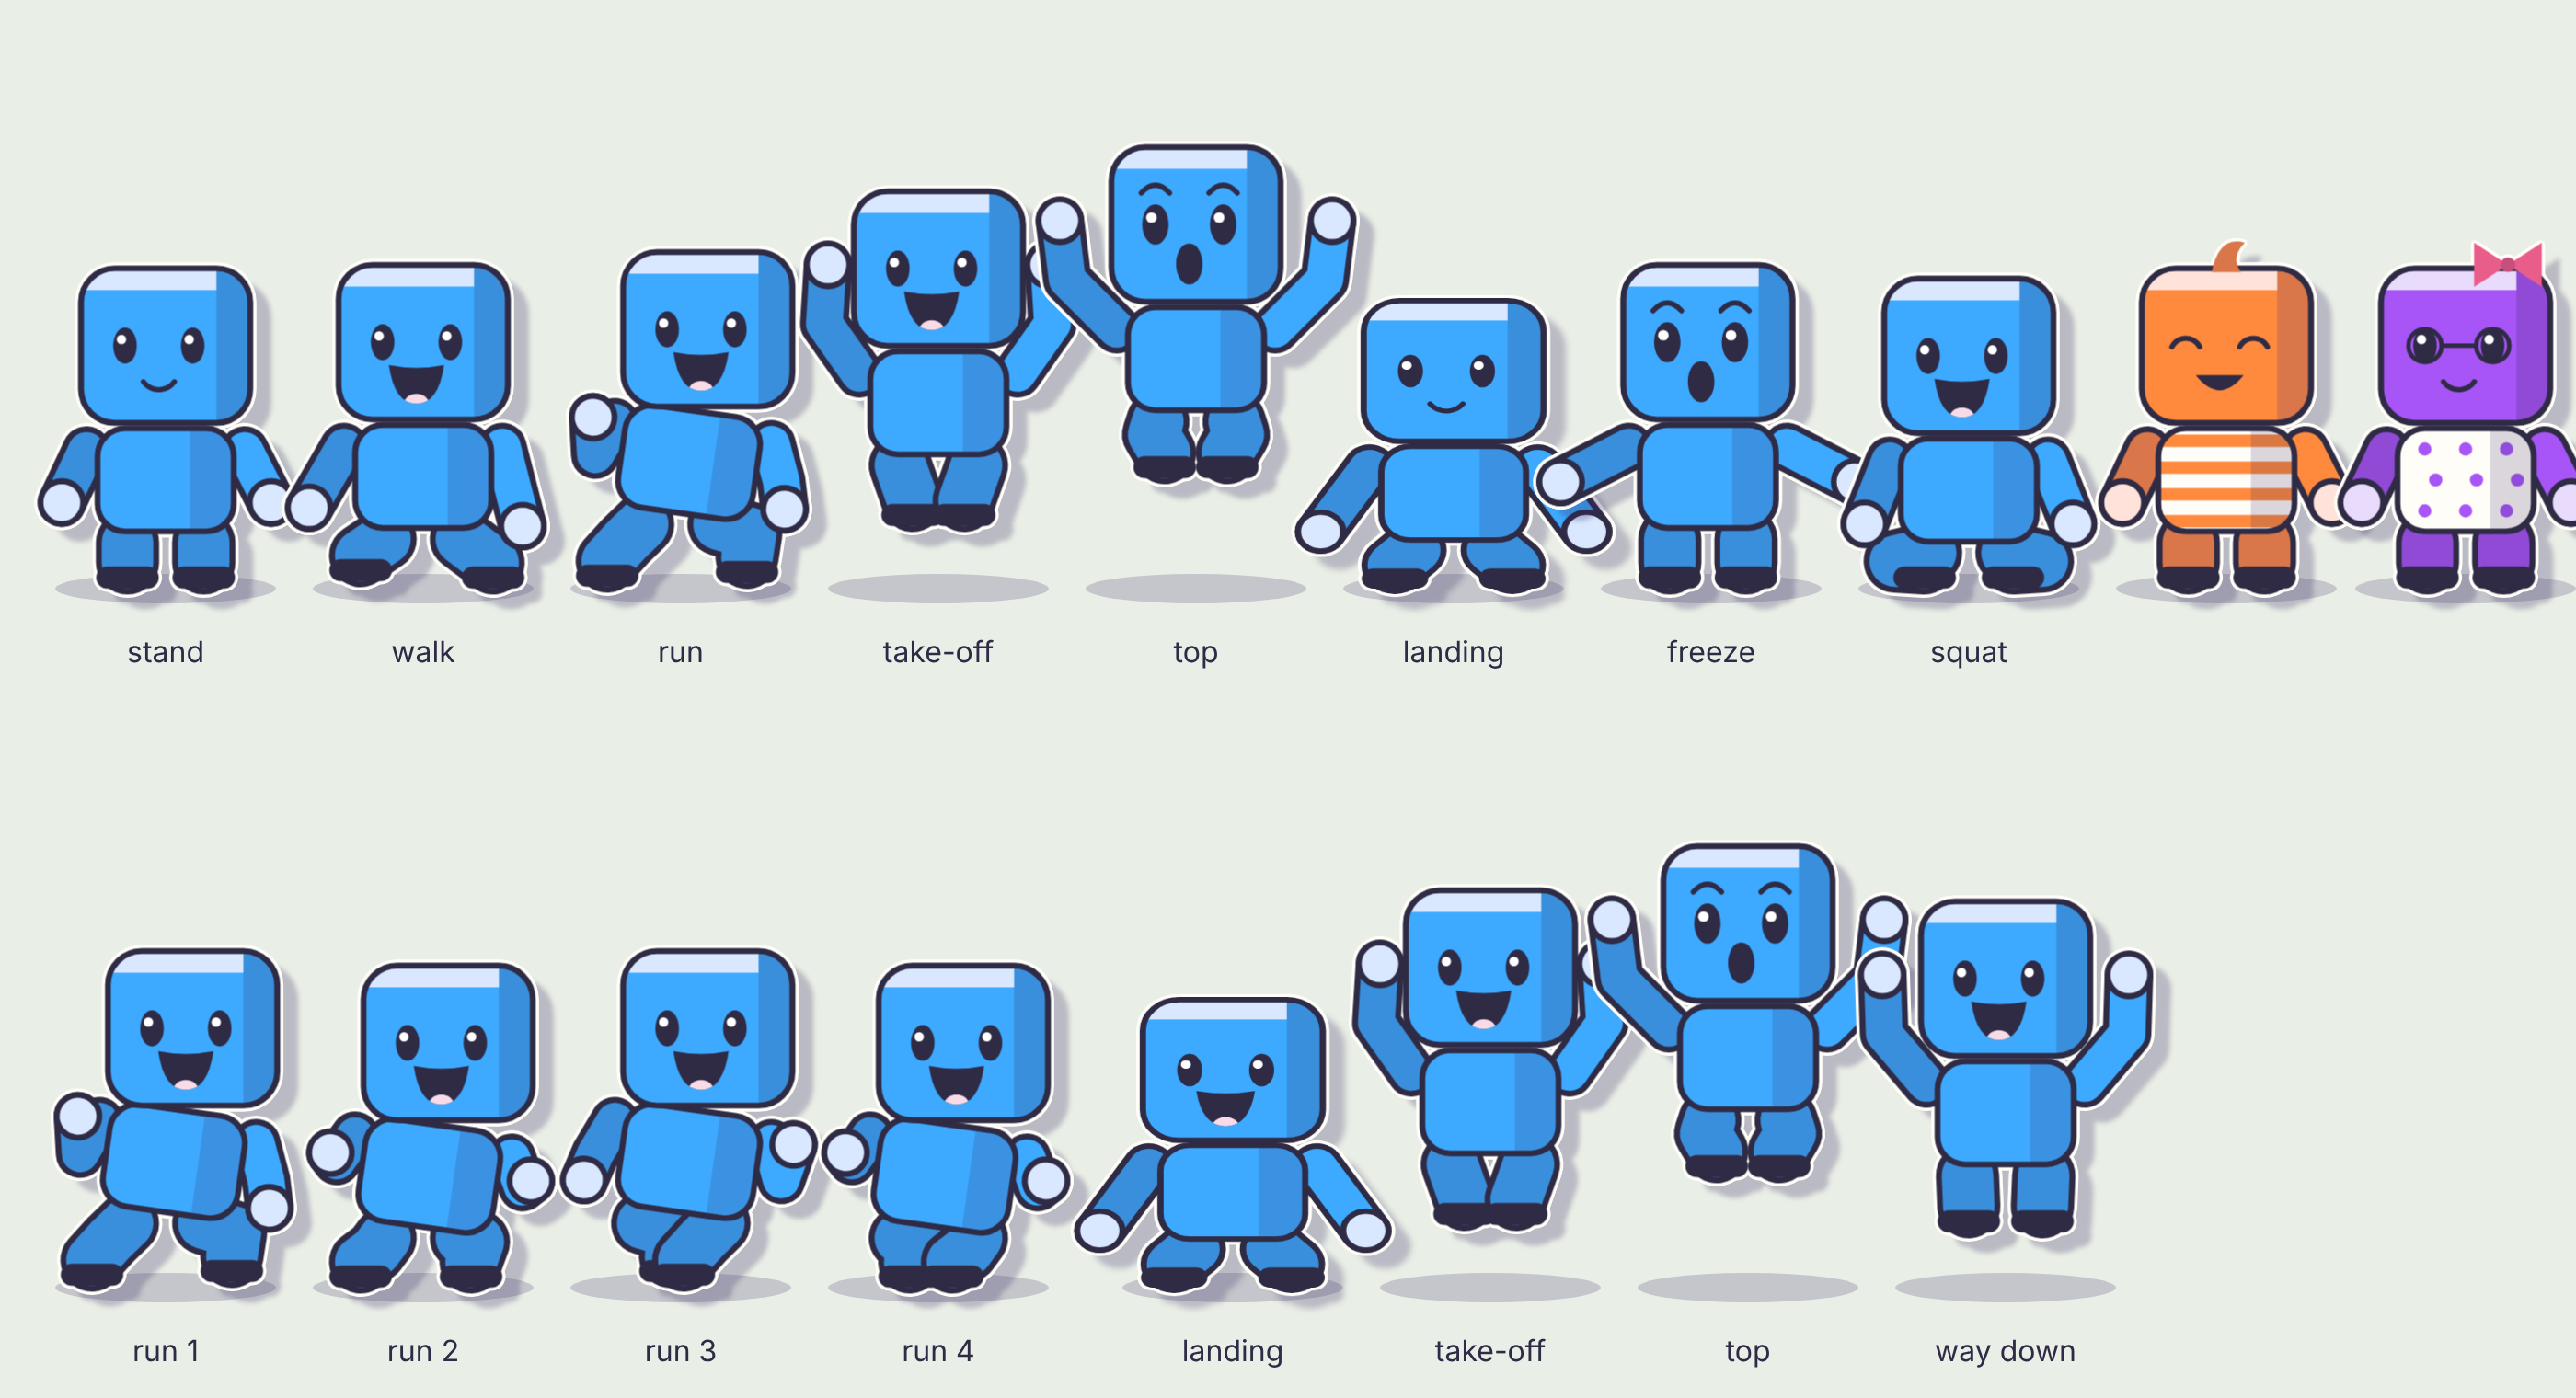 stand
walk
run
take-off
top
landing
freeze
squat
run 1
run 2
run 3
run 4
landing
take-off
top
way down